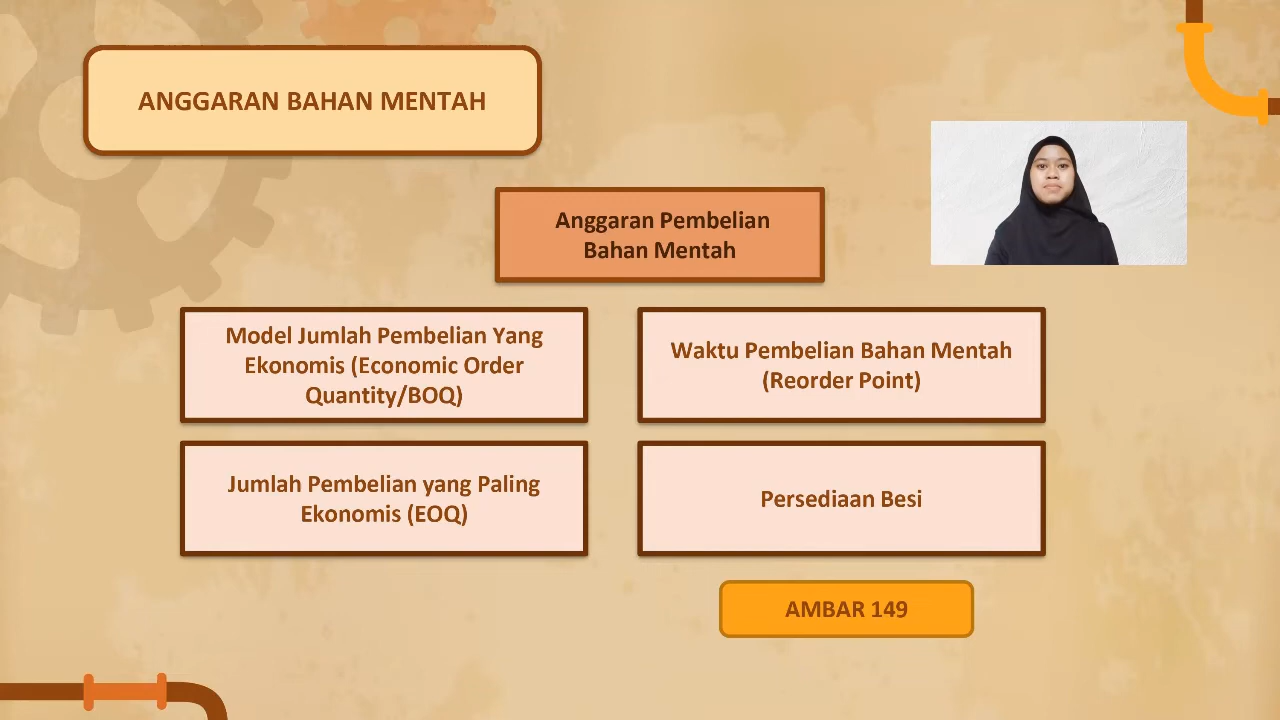 ANGGARAN BAHAN MENTAH
Anggaran Pembelian
Bahan Mentah
Model Jumlah Pembelian Yang
Ekonomis (Economic Order
Quantity/BOQ)
Waktu Pembelian Bahan Mentah
(Reorder Point)
Jumlah Pembelian yang Paling
Ekonomis (EOQ)
Persediaan Besi
AMBAR 149